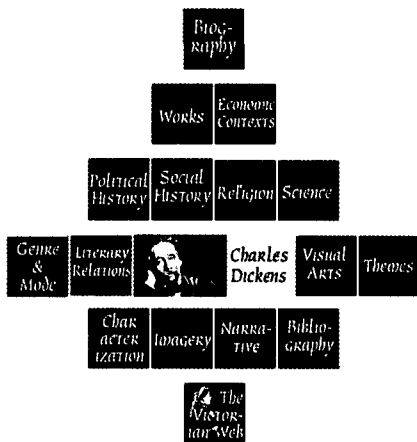 Biog-
raphy
Works
Economic
Contexts
Political
History
Social
History
Religion
Science
Genre
&
Mode
Literary
Relations
Charles
Dickens
Visual
Arts
Themes
Char
acter
ization
Imagery
Narra-
tive
Biblio-
graphy
The
Victor-
ian Web